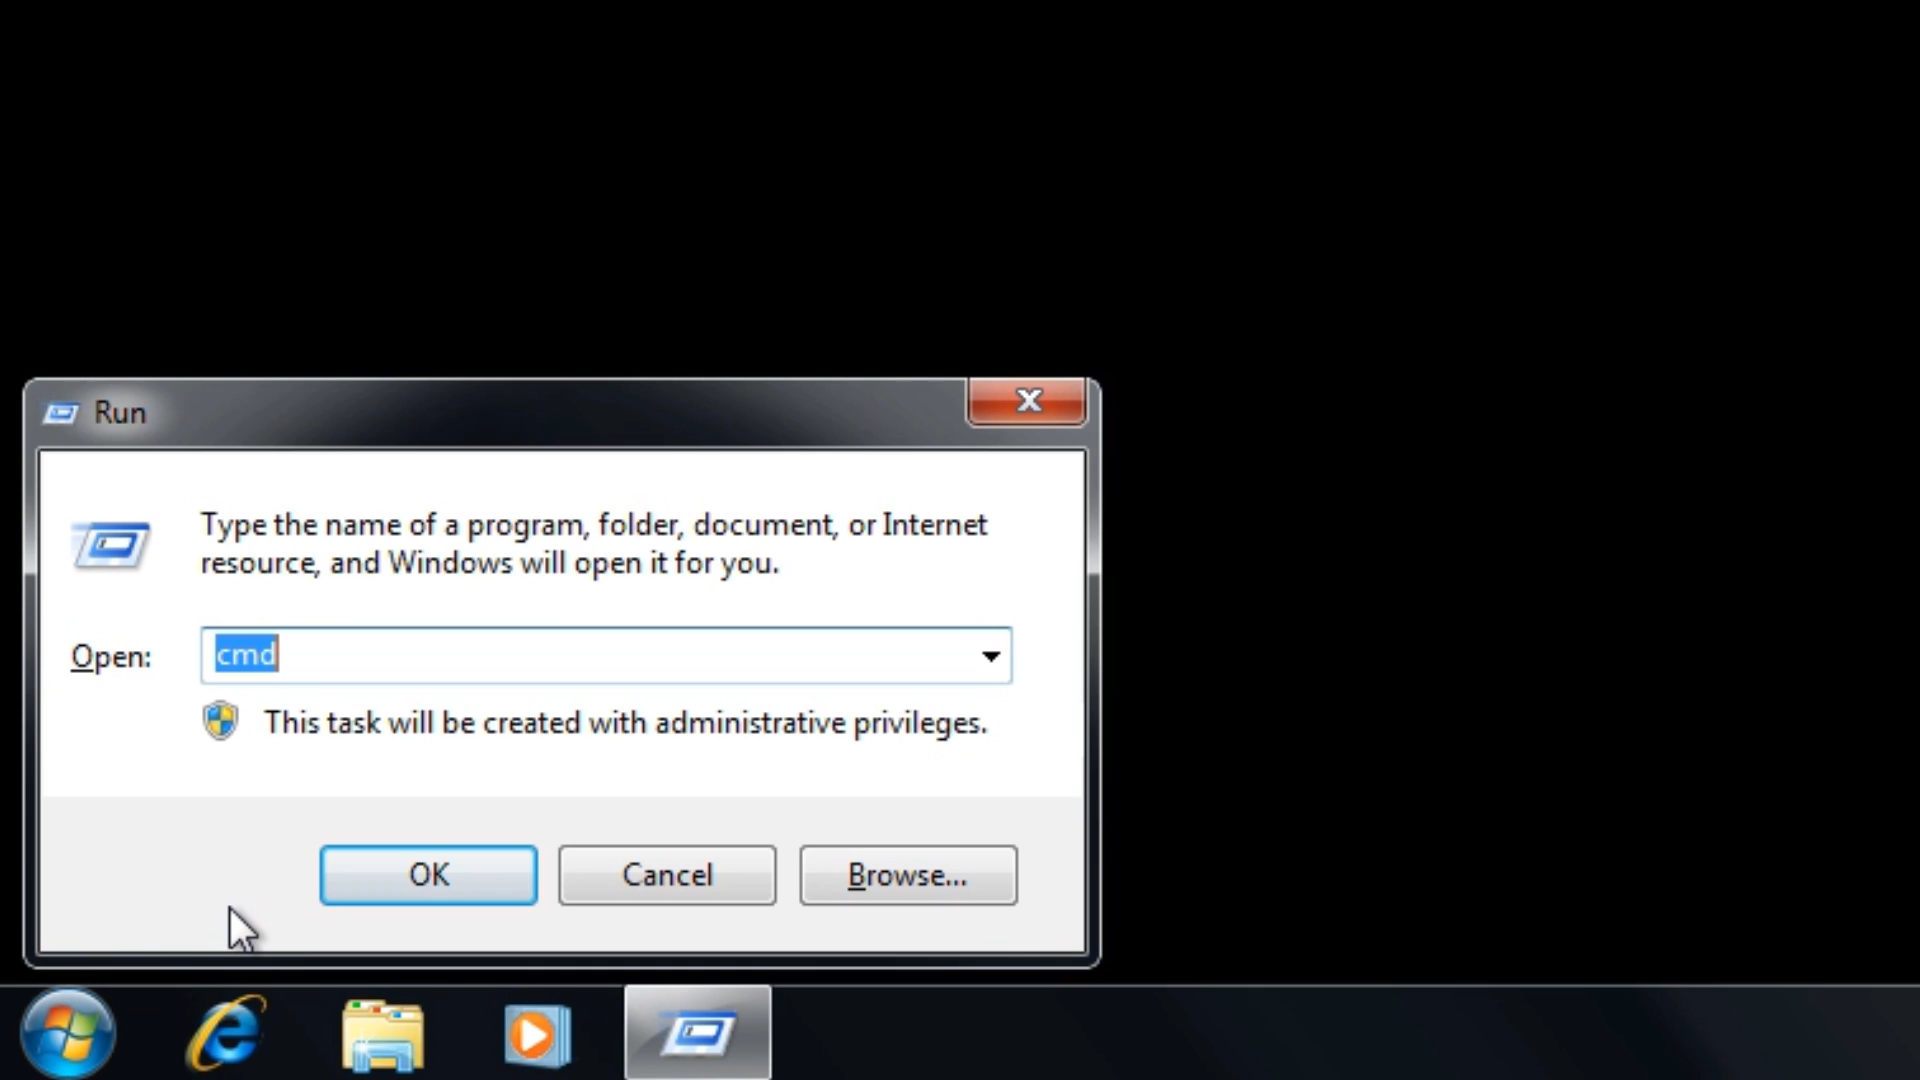 Run
Type the name of a program, folder, document, or Internet
resource, and Windows will open it for you.
Open:
cmd
This task will be created with administrative privileges.
OK
Cancel
Browse...